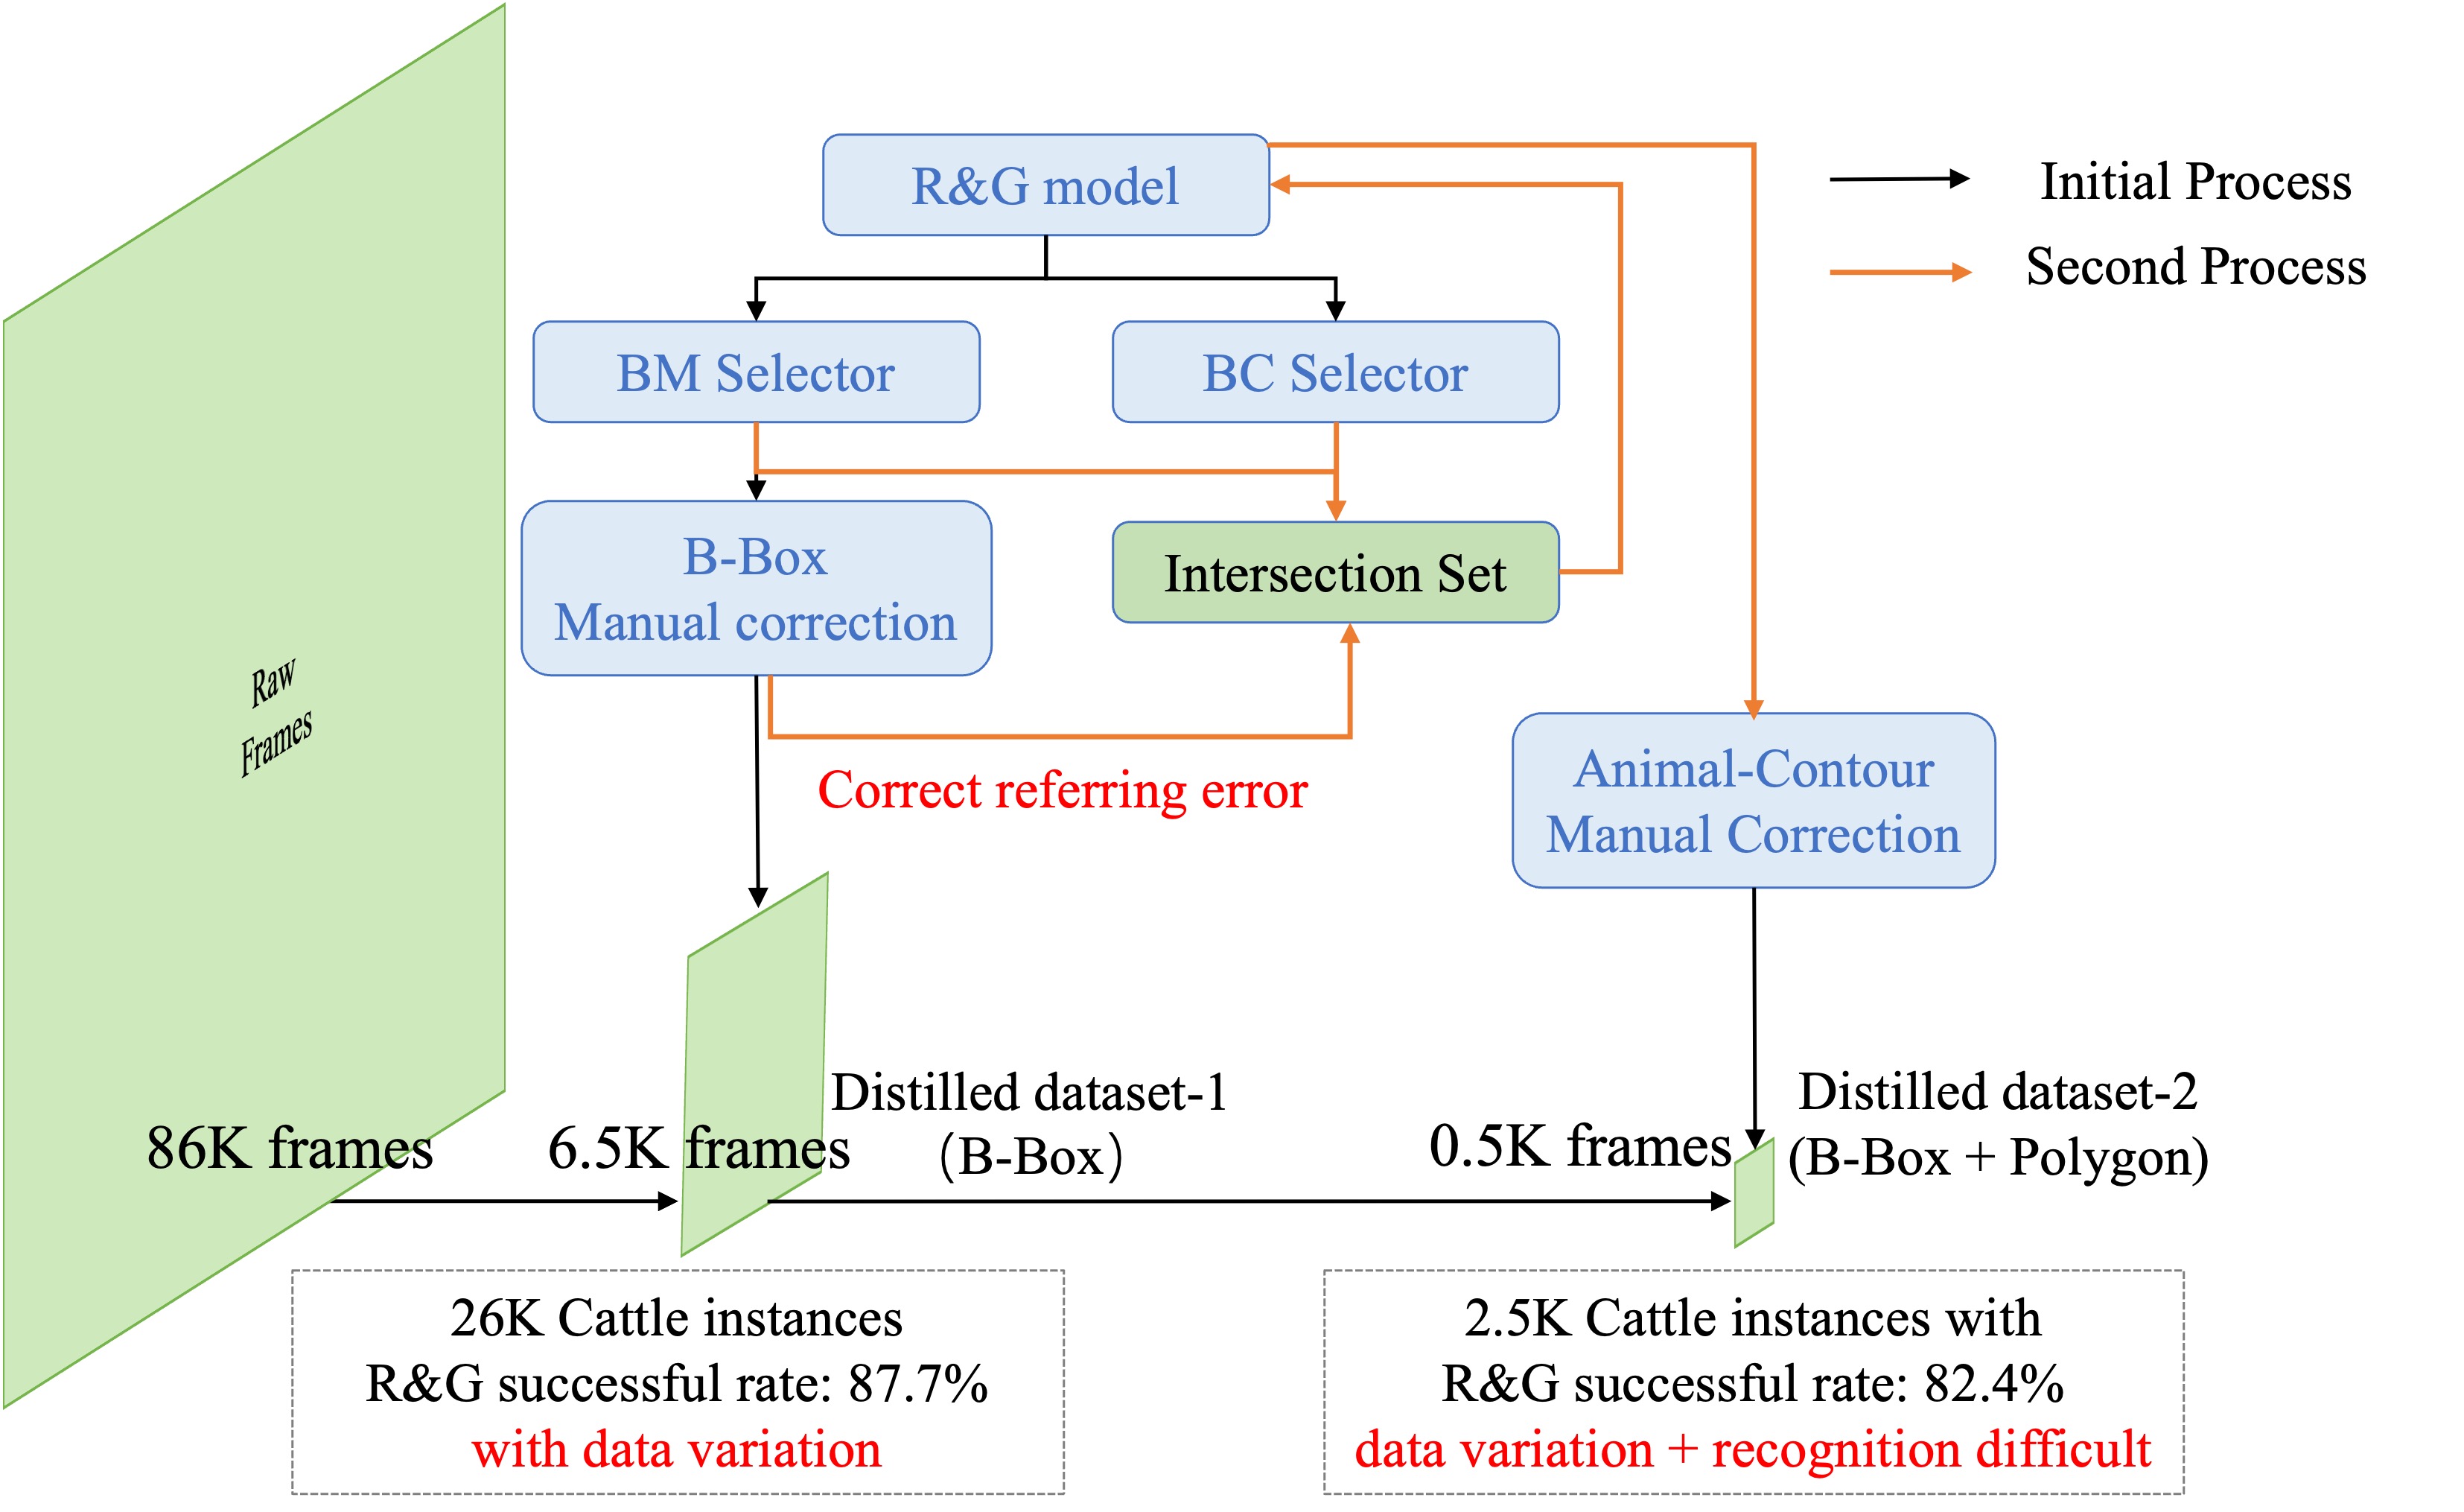 R&G model
Initial Process
Second Process
BM Selector
BC Selector
B-Box
Manual correction
Intersection Set
Raw
Frames
Correct referring error
Animal-Contour
Manual Correction
86K frames
6.5K frames
Distilled dataset-1
(B-Box)
0.5K frames
Distilled dataset-2
(B-Box + Polygon)
26K Cattle instances
R&G successful rate: 87.7%
with data variation
2.5K Cattle instances with
R&G successful rate: 82.4%
data variation + recognition difficult